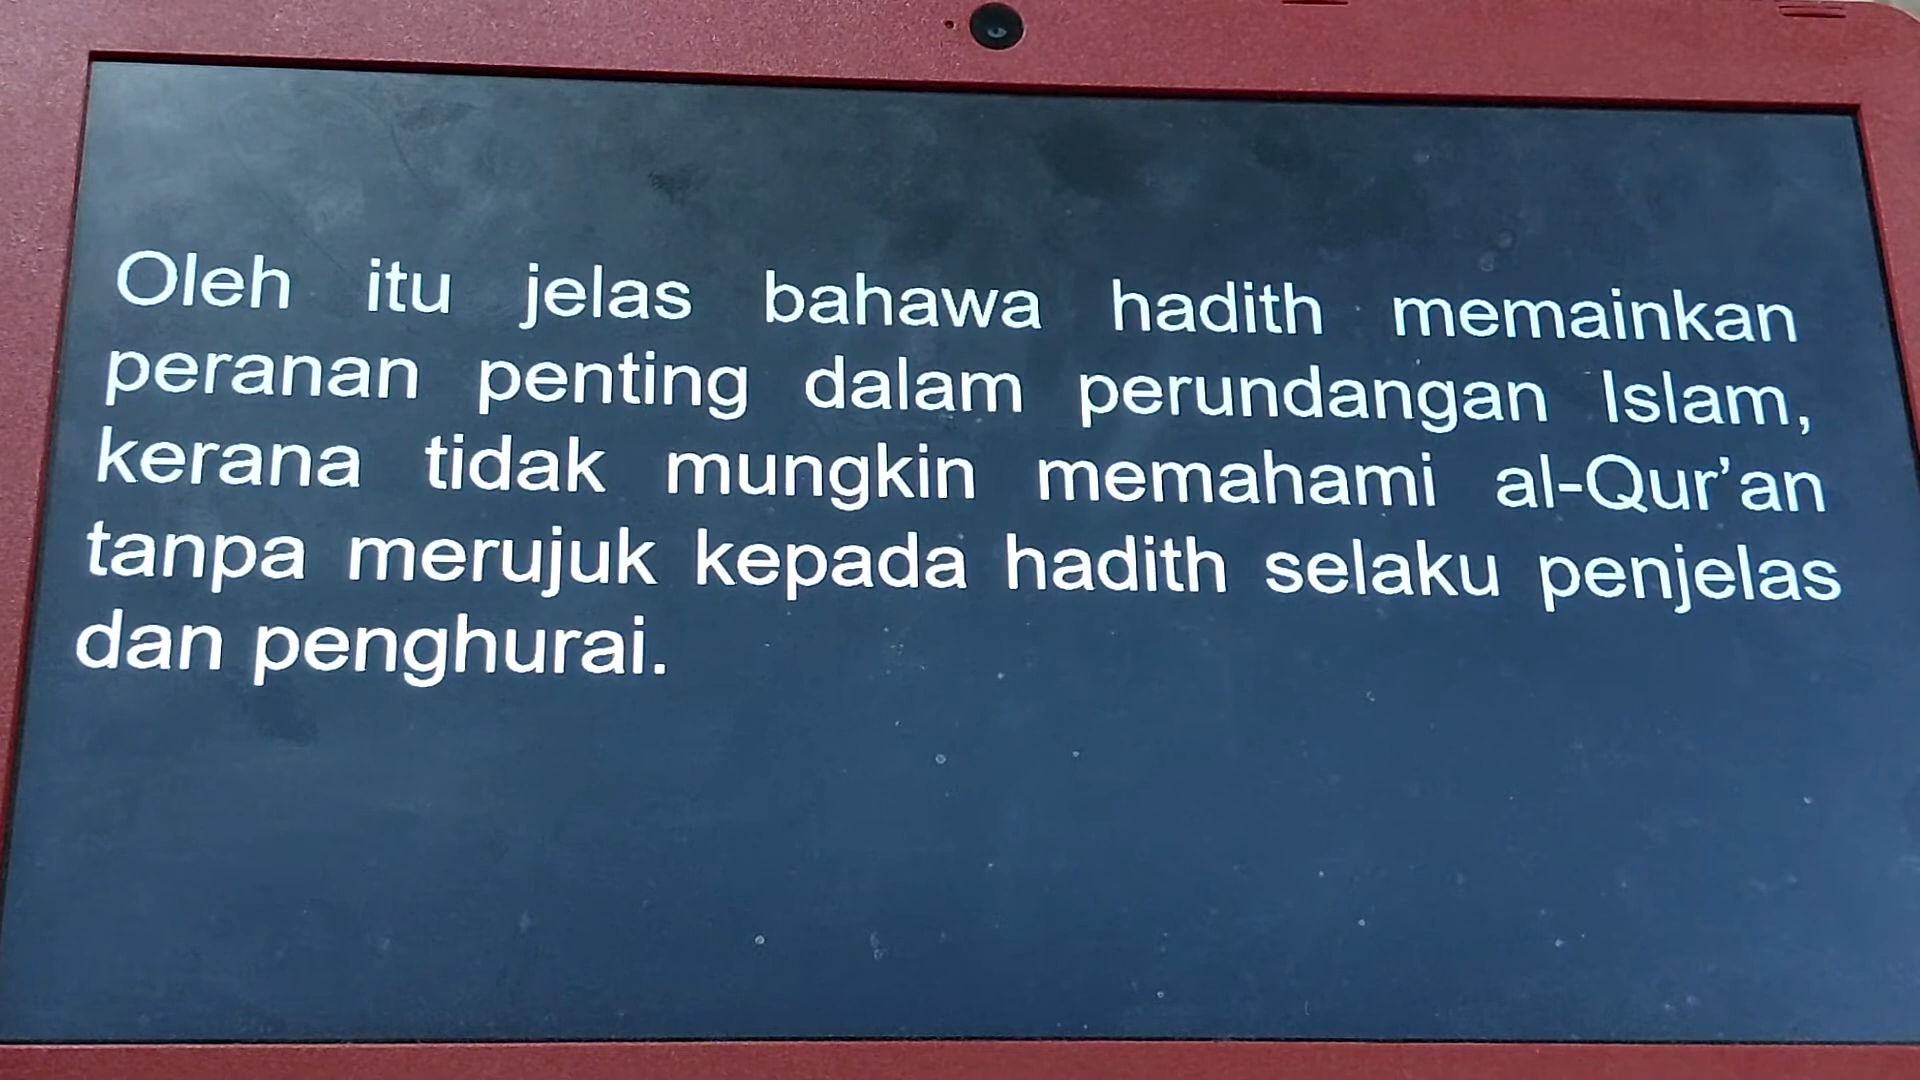 Oleh itu jelas bahawa hadith memainkan
peranan penting dalam perundangan Islam,
kerana tidak mungkin memahami al-Qur’an
tanpa merujuk kepada hadith selaku penjelas
dan penghurai.